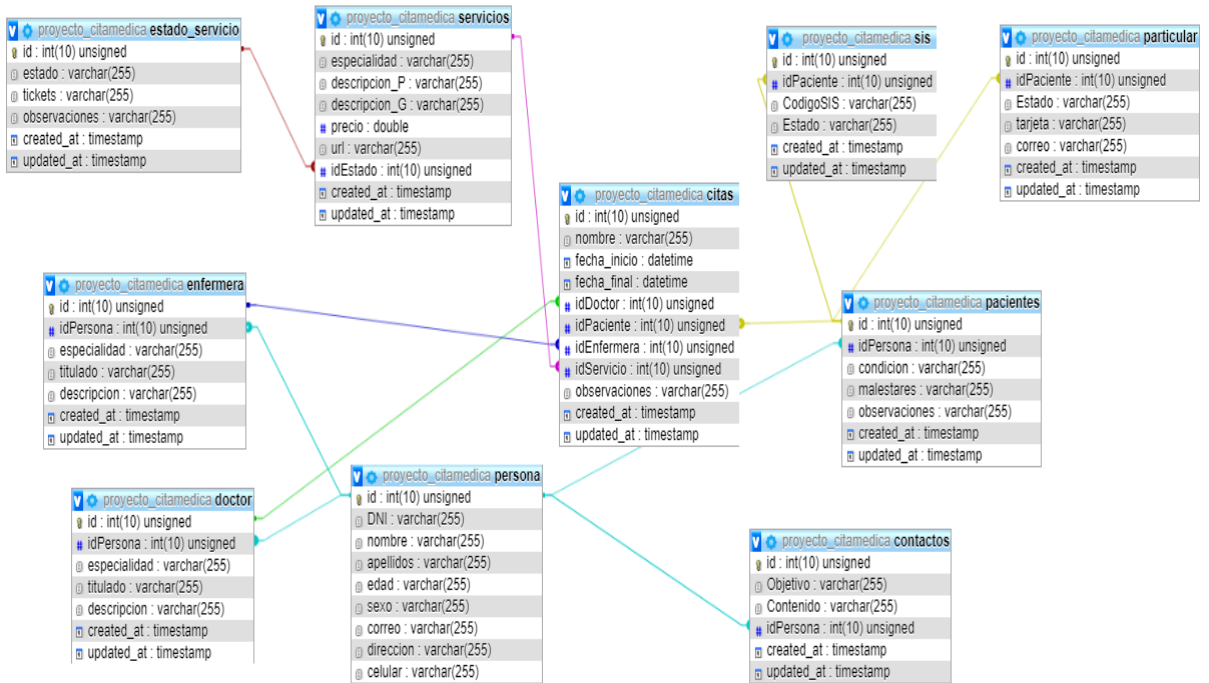 proyecto_citamedica estado_servicio
id : int(10) unsigned
estado : varchar(255)
tickets : varchar(255)
observaciones : varchar(255)
created_at : timestamp
updated_at : timestamp
proyecto_citamedica servicios
id : int(10) unsigned
especialidad : varchar(255)
descripcion_P : varchar(255)
descripcion_G : varchar(255)
precio : double
url : varchar(255)
idEstado : int(10) unsigned
created_at : timestamp
updated_at : timestamp
proyecto_citamedica sis
id : int(10) unsigned
idPaciente : int(10) unsigned
CodigoSIS : varchar(255)
Estado : varchar(255)
created_at : timestamp
updated_at : timestamp
proyecto_citamedica particular
id : int(10) unsigned
idPaciente : int(10) unsigned
Estado : varchar(255)
tarjeta : varchar(255)
correo : varchar(255)
created_at : timestamp
updated_at : timestamp
proyecto_citamedica citas
id : int(10) unsigned
nombre : varchar(255)
fecha_inicio : datetime
fecha_final : datetime
idDoctor : int(10) unsigned
idPaciente : int(10) unsigned
idEnfermera : int(10) unsigned
idServicio : int(10) unsigned
observaciones : varchar(255)
created_at : timestamp
updated_at : timestamp
proyecto_citamedica enfermera
id : int(10) unsigned
idPersona : int(10) unsigned
especialidad : varchar(255)
titulado : varchar(255)
descripcion : varchar(255)
created_at : timestamp
updated_at : timestamp
proyecto_citamedica pacientes
id : int(10) unsigned
idPersona : int(10) unsigned
condicion : varchar(255)
malestares : varchar(255)
observaciones : varchar(255)
created_at : timestamp
updated_at : timestamp
proyecto_citamedica doctor
id : int(10) unsigned
idPersona : int(10) unsigned
especialidad : varchar(255)
titulado : varchar(255)
descripcion : varchar(255)
created_at : timestamp
updated_at : timestamp
proyecto_citamedica persona
id : int(10) unsigned
DNI : varchar(255)
nombre : varchar(255)
apellidos : varchar(255)
edad : varchar(255)
sexo : varchar(255)
correo : varchar(255)
direccion : varchar(255)
celular : varchar(255)
proyecto_citamedica contactos
id : int(10) unsigned
Objetivo : varchar(255)
Contenido : varchar(255)
idPersona : int(10) unsigned
created_at : timestamp
updated_at : timestamp